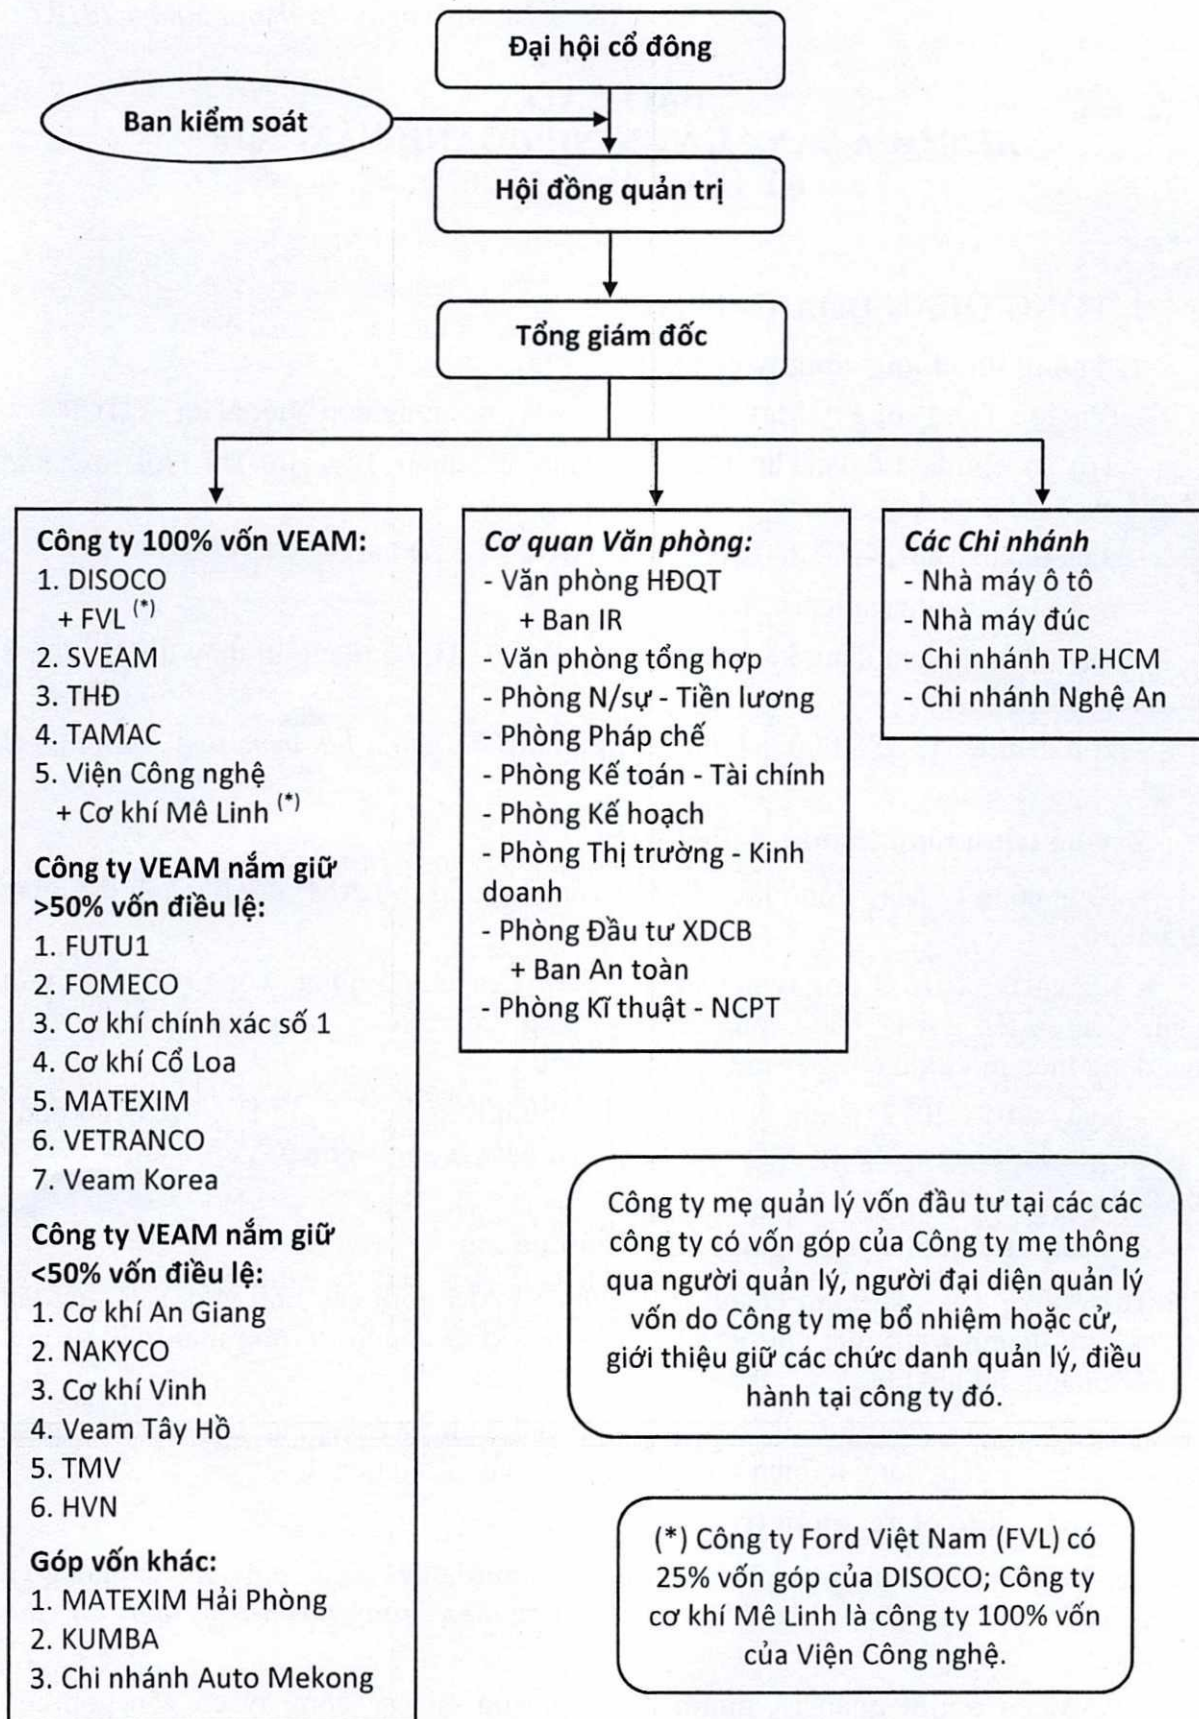 Đại hội cổ đông
Ban kiểm soát
Hội đồng quản trị
Tổng giám đốc
Công ty 100% vốn VEAM:
1. DISOCO
+ FVL (*)
2. SVEAM
3. THĐ
4. TAMAC
5. Viện Công nghệ
+ Cơ khí Mê Linh (*)
Công ty VEAM nắm giữ
>50% vốn điều lệ:
1. FUTU1
2. FOMECO
3. Cơ khí chính xác số 1
4. Cơ khí Cổ Loa
5. MATEXIM
6. VETRANCO
7. Veam Korea
Công ty VEAM nắm giữ
<50% vốn điều lệ:
1. Cơ khí An Giang
2. NAKYCO
3. Cơ khí Vinh
4. Veam Tây Hồ
5. TMV
6. HVN
Góp vốn khác:
1. MATEXIM Hải Phòng
2. KUMBA
3. Chi nhánh Auto Mekong
Cơ quan Văn phòng:
- Văn phòng HĐQT
+ Ban IR
- Văn phòng tổng hợp
- Phòng N/sự - Tiền lương
- Phòng Pháp chế
- Phòng Kế toán - Tài chính
- Phòng Kế hoạch
- Phòng Thị trường - Kinh
doanh
- Phòng Đầu tư XDCB
+ Ban An toàn
- Phòng Kĩ thuật - NCPT
Các Chi nhánh
- Nhà máy ô tô
- Nhà máy đúc
- Chi nhánh TP.HCM
- Chi nhánh Nghệ An
Công ty mẹ quản lý vốn đầu tư tại các các
công ty có vốn góp của Công ty mẹ thông
qua người quản lý, người đại diện quản lý
vốn do Công ty mẹ bổ nhiệm hoặc cử,
giới thiệu giữ các chức danh quản lý, điều
hành tại công ty đó.
(*) Công ty Ford Việt Nam (FVL) có
25% vốn góp của DISOCO; Công ty
cơ khí Mê Linh là công ty 100% vốn
của Viện Công nghệ.